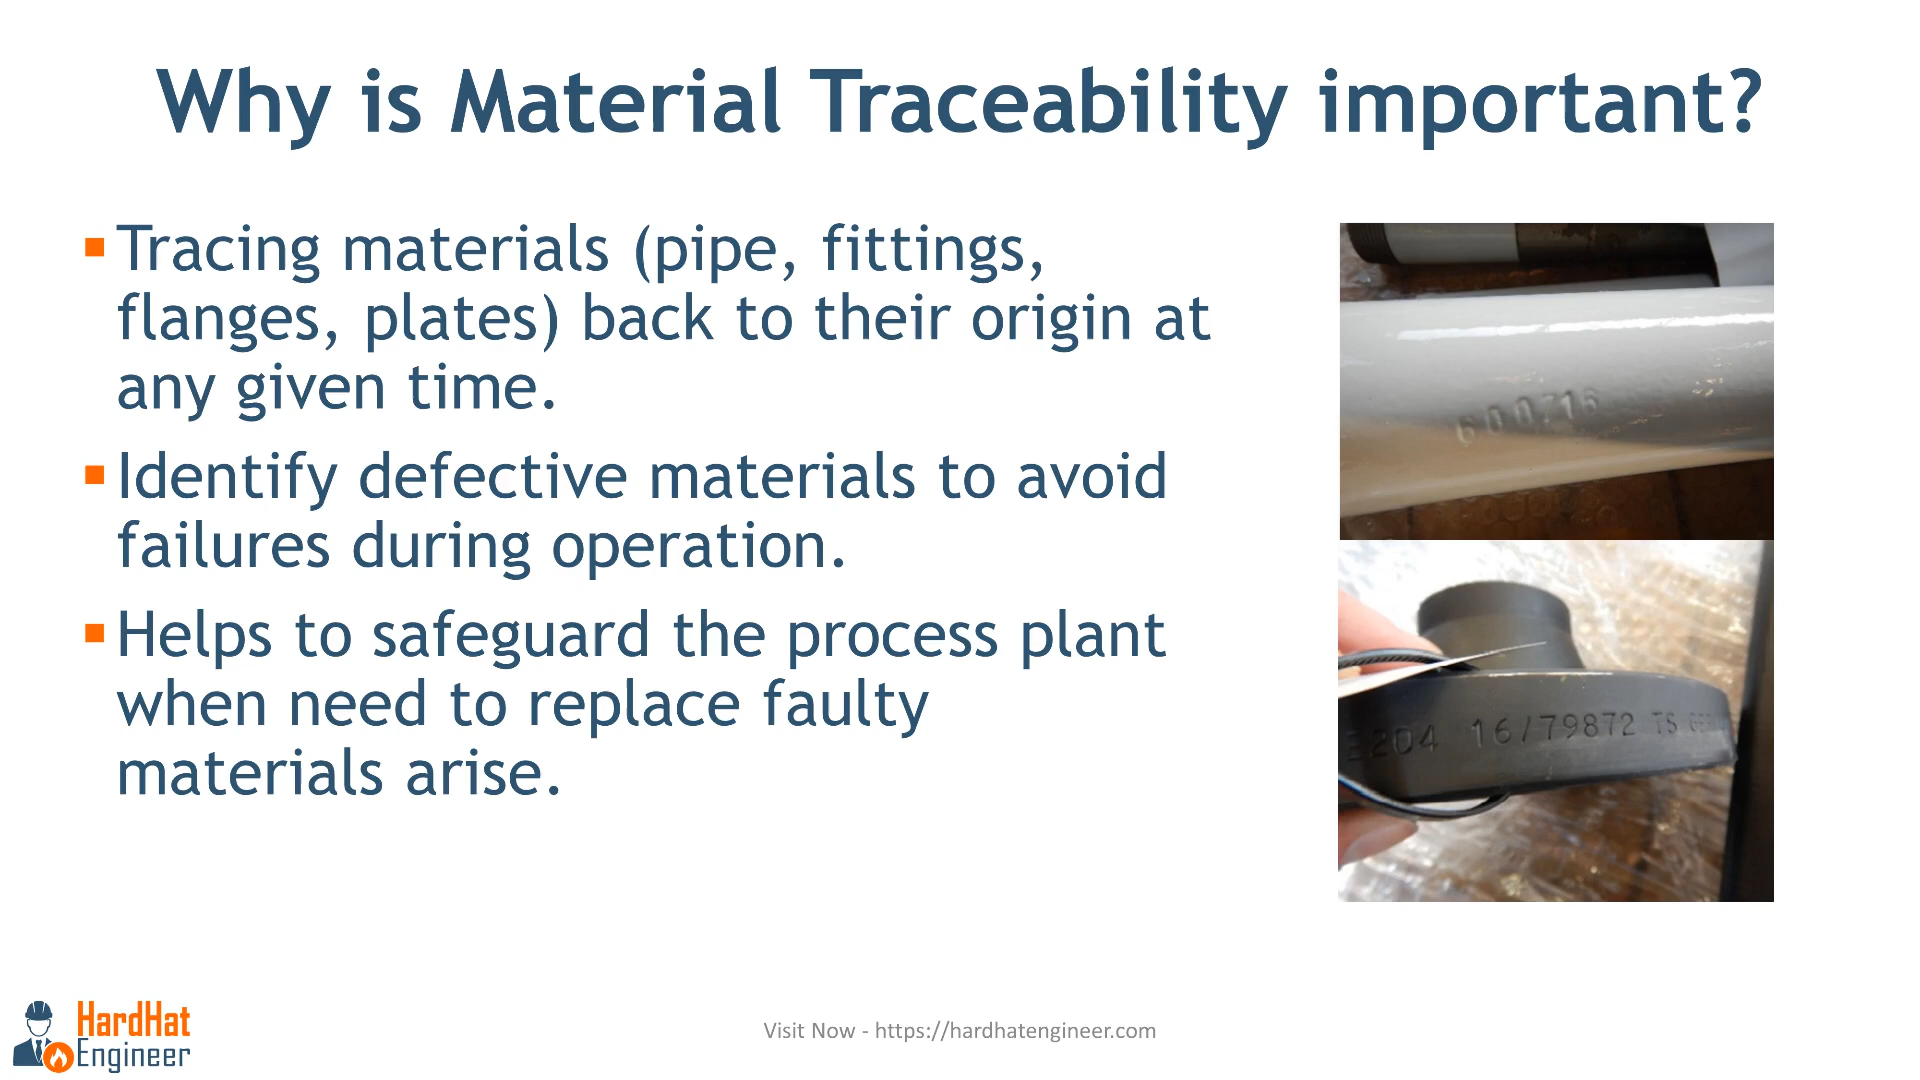 Why is Material Traceability important?
Tracing materials (pipe, fittings,
flanges, plates) back to their origin at
any given time.
Identify defective materials to avoid
failures during operation.
Helps to safeguard the process plant
when need to replace faulty
materials arise.
600716
E204 16/79872 TS
HardHat
Engineer
Visit Now - https://hardhatengineer.com